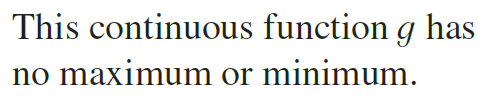 This continuous function g has
no maximum or minimum.